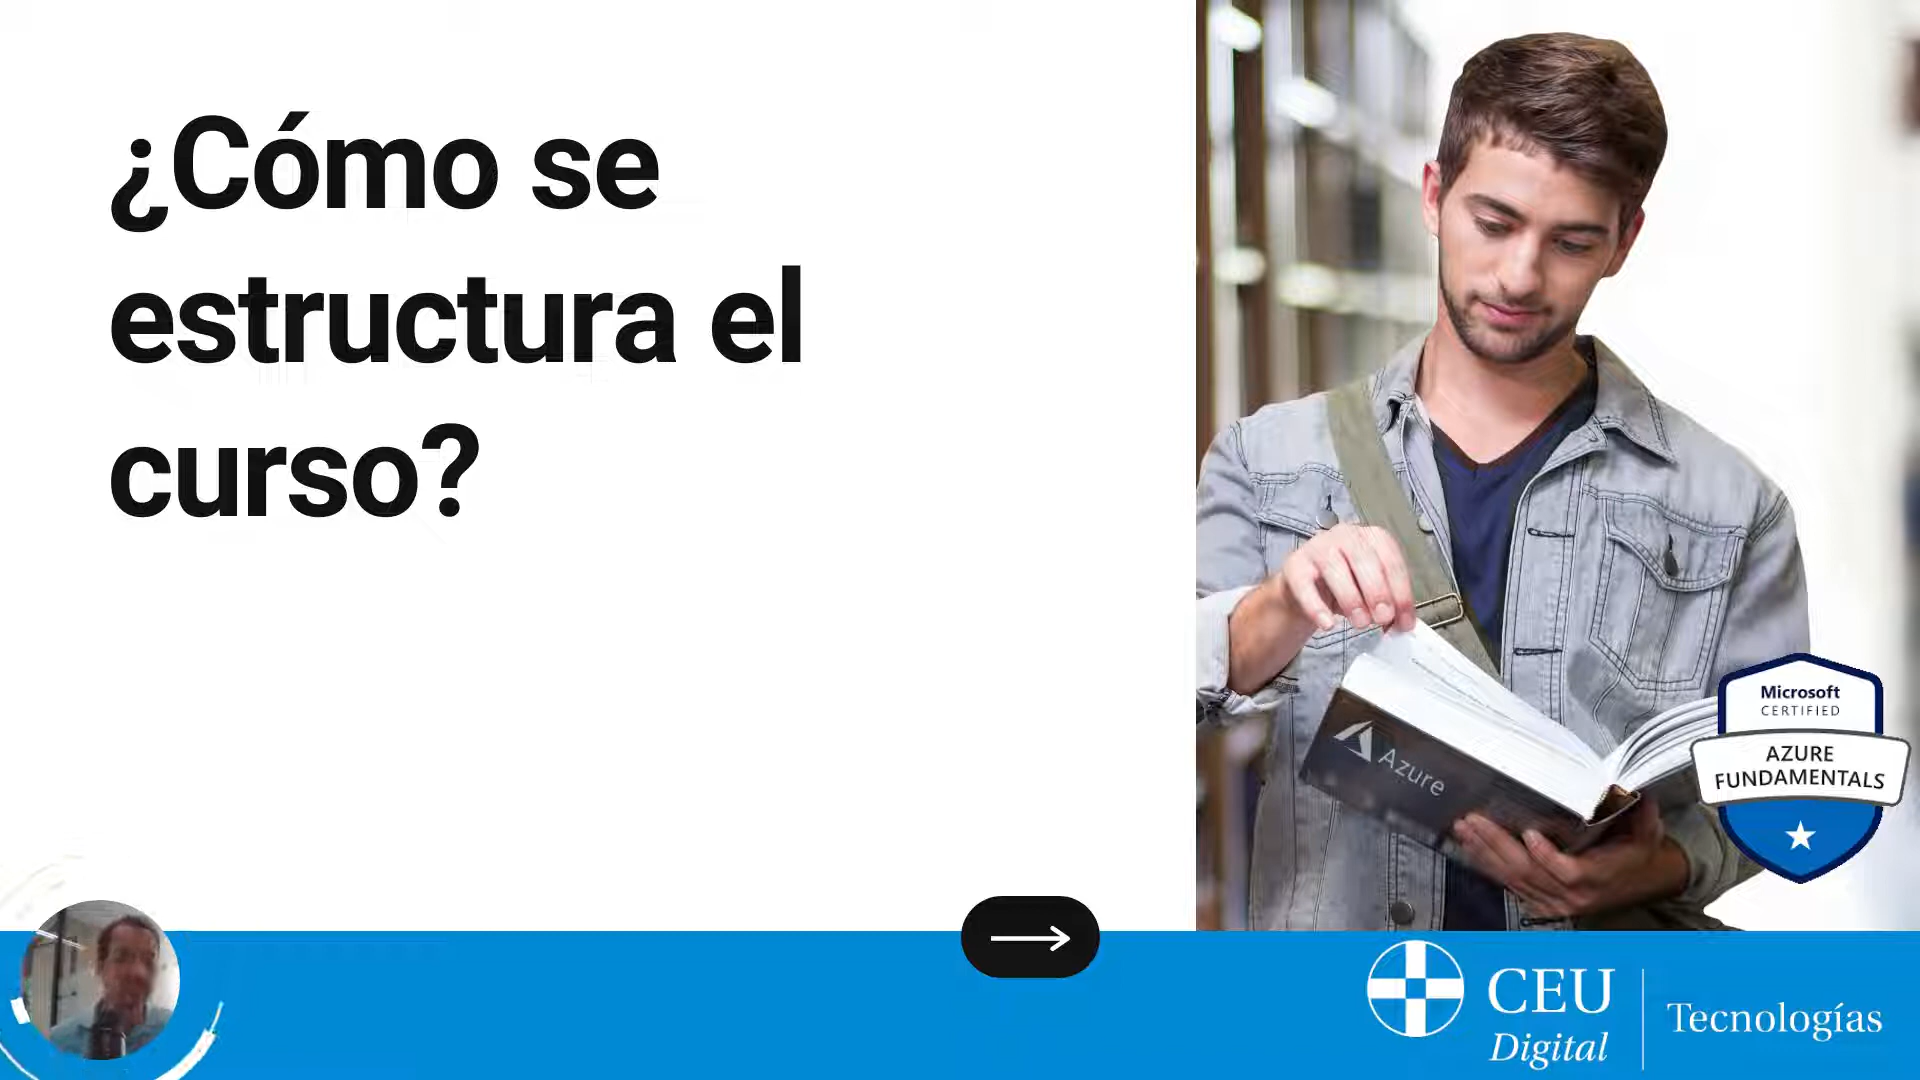 ¿Cómo se
estructura el
curso?
Azure
Microsoft
CERTIFIED
AZURE
FUNDAMENTALS
CEU
Digital
Tecnologías